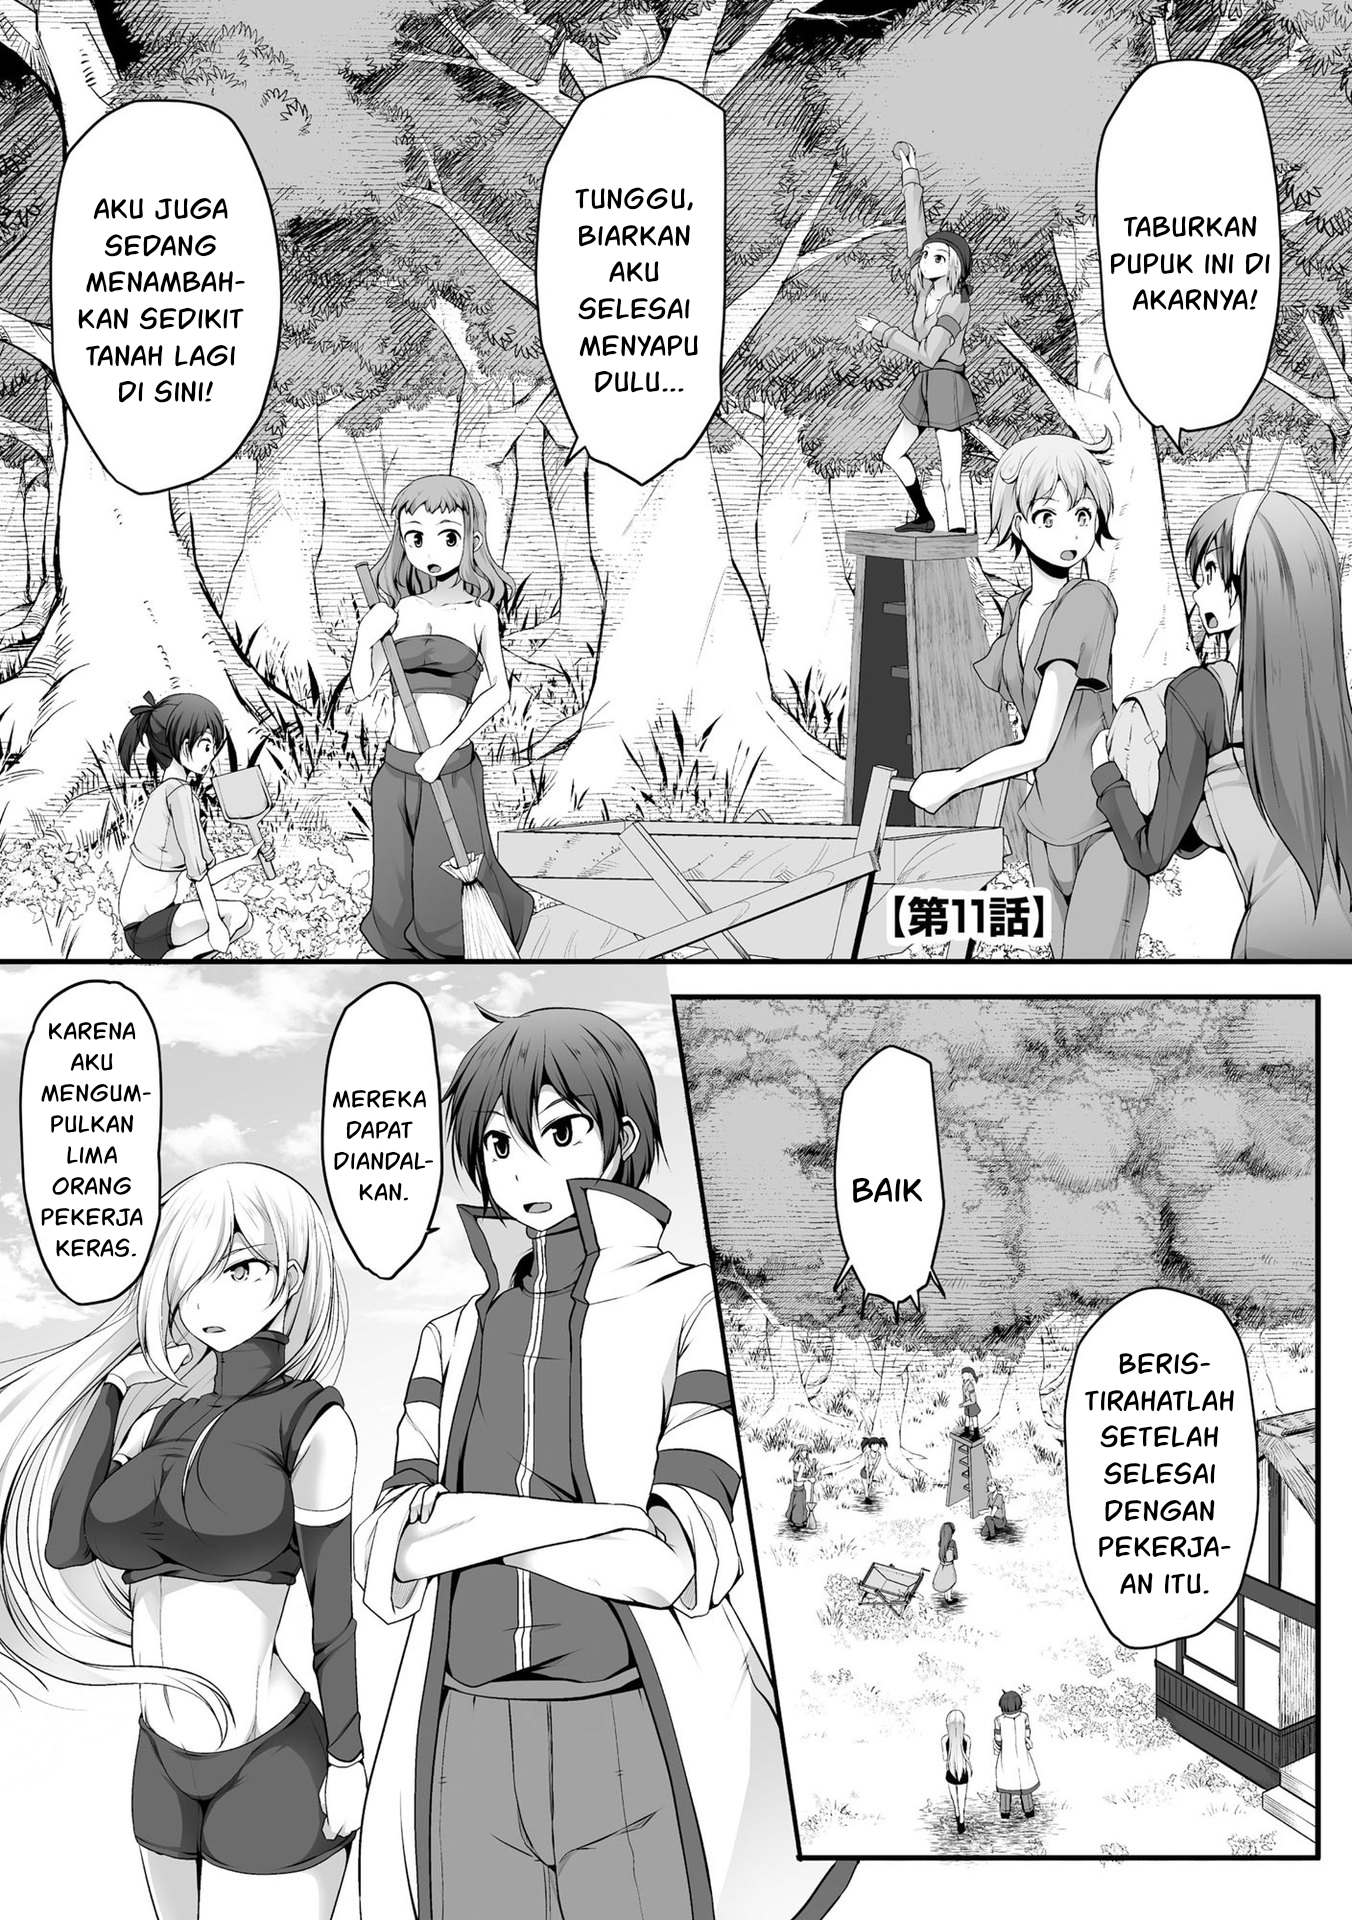 TABURKAN
PUPUK INI DI
AKARNYA!
TUNGGU,
BIARKAN
AKU
SELESAI
MENYAPU
DULU...
AKU JUGA
SEDANG
MENAMBAH-
KAN SEDIKIT
TANAH LAGI
DI SINI!
【第11話】
BAIK
BERIS-
TIRAHATLAH
SETELAH
SELESAI
DENGAN
PEKERJA-
AN ITU.
MEREKA
DAPAT
DIANDAL-
KAN.
KARENA
AKU
MENGUM-
PULKAN
LIMA
ORANG
PEKERJA
KERAS.